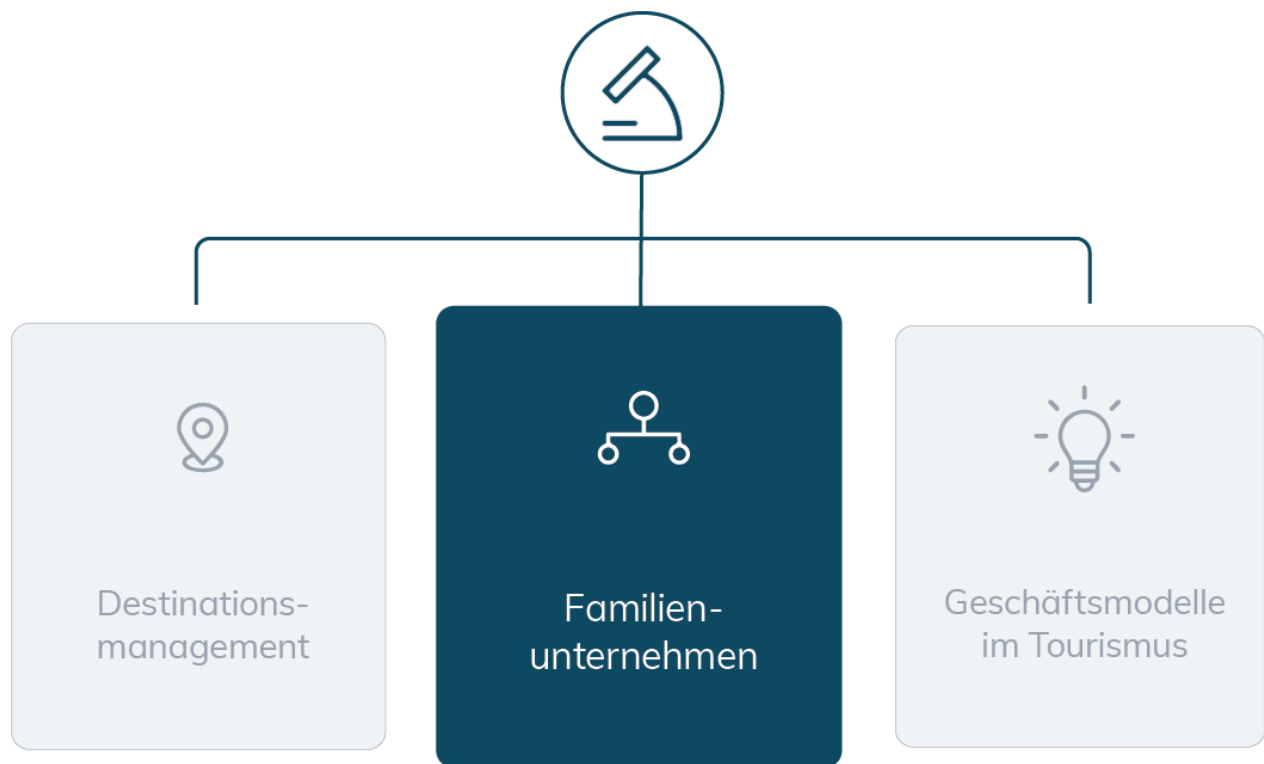 Destinations-
management
Familien-
unternehmen
Geschäftsmodelle
im Tourismus